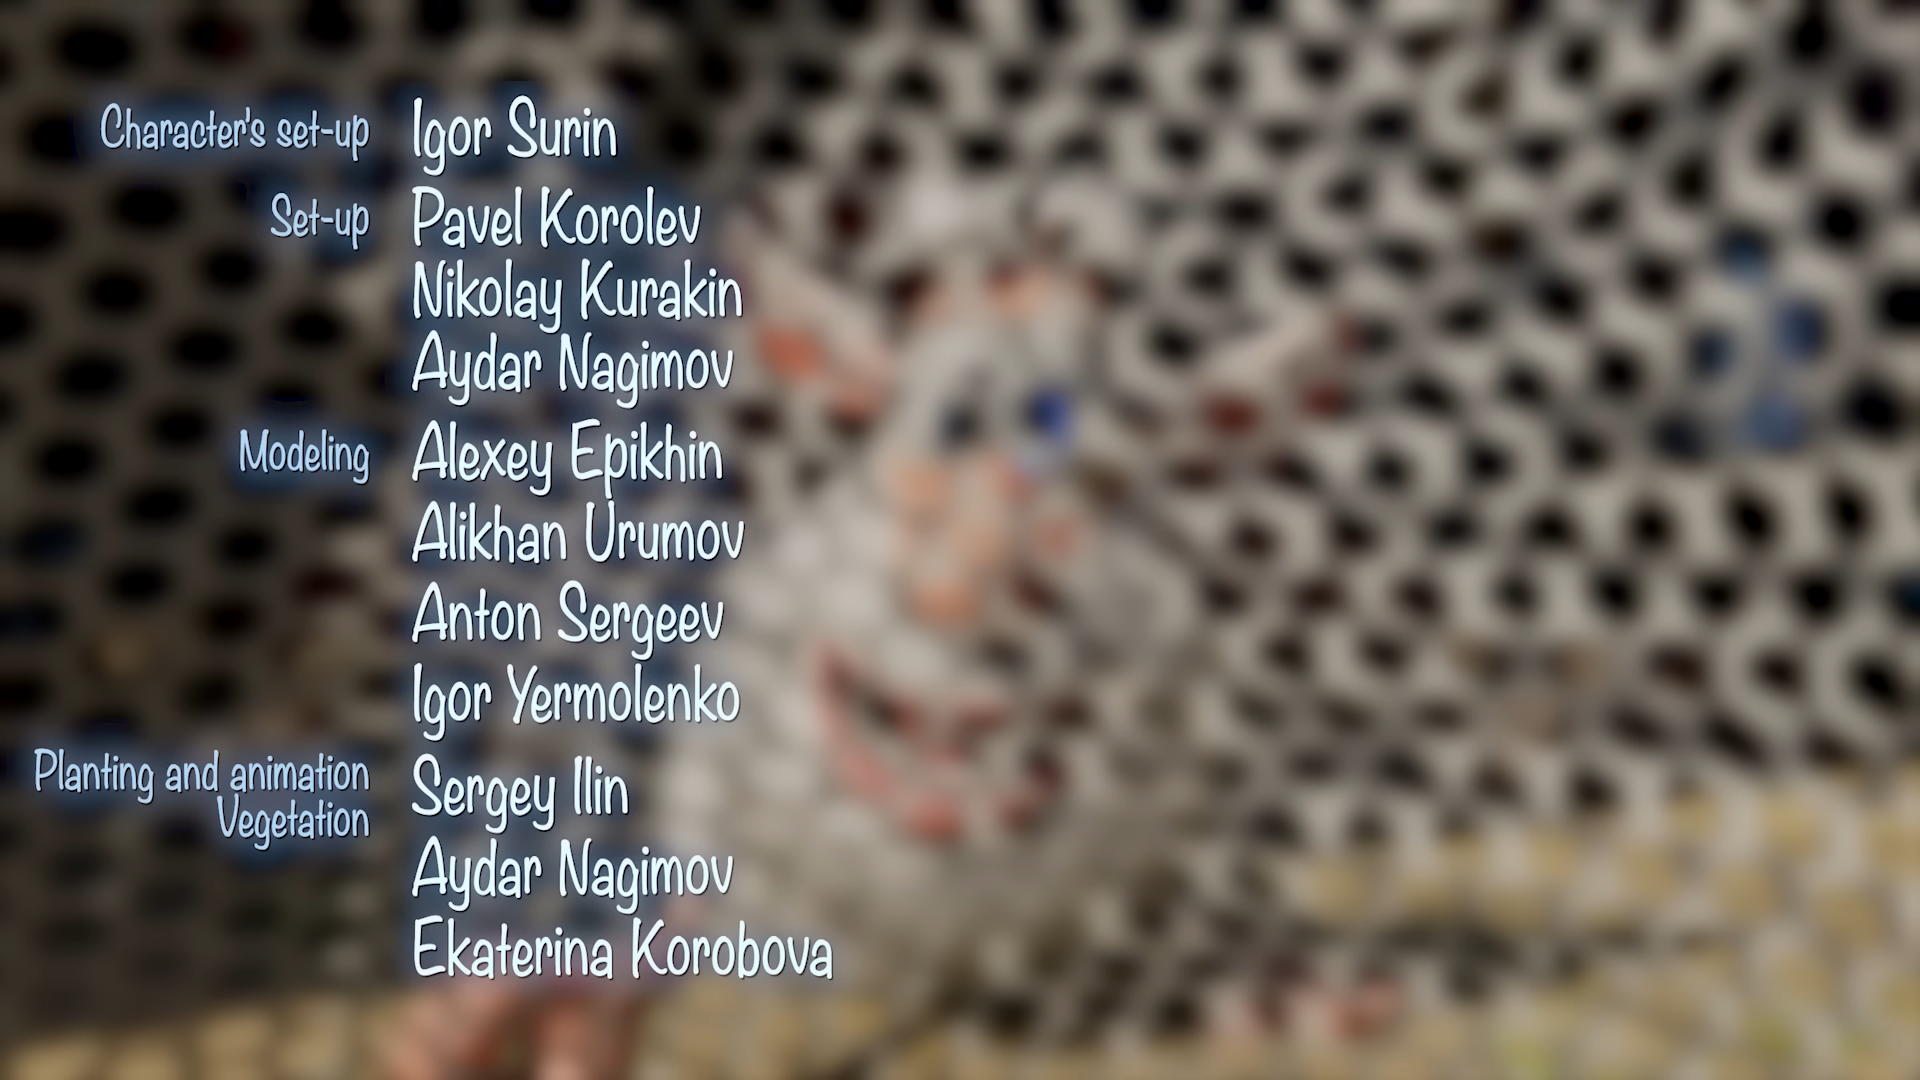 Character's set-up Igor Surin
Set-up Pavel Korolev
Nikolay Kurakin
Aydar Nagimov
Modeling Alexey Epikhin
Alikhan Urumov
Anton Sergeev
Igor Yermolenko
Planting and animation
Vegetation Sergey Ilin
Aydar Nagimov
Ekaterina Korobova